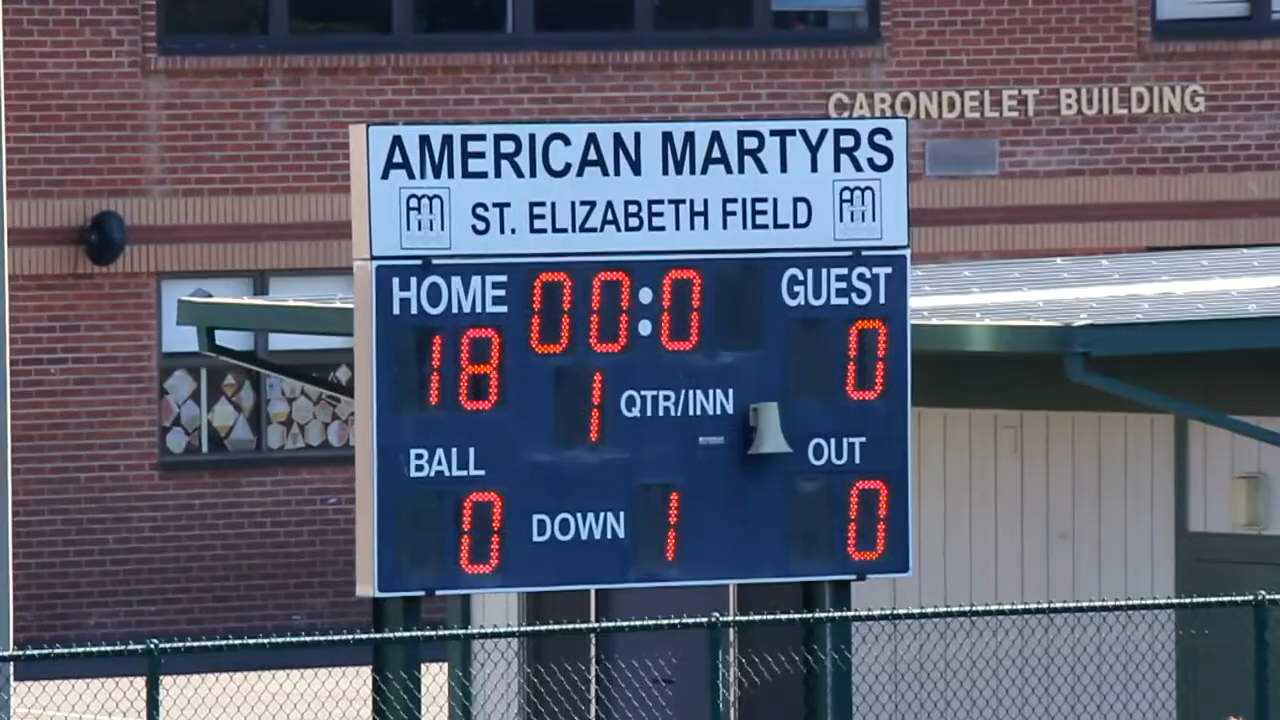 CARONDELET BUILDING
AMERICAN MARTYRS
ST. ELIZABETH FIELD
HOME 00:0 GUEST
18 0
1 QTR/INN
BALL OUT
0 DOWN 1 0